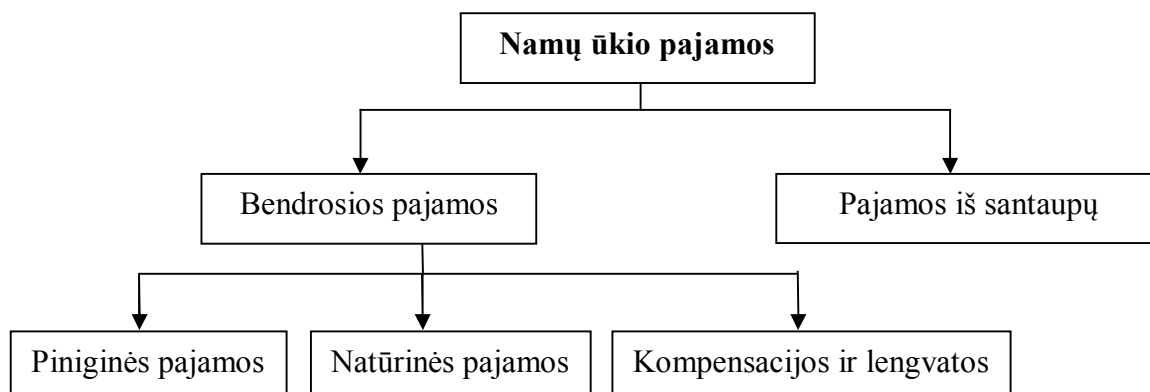 Namų ūkio pajamos
Bendrosios pajamos
Pajamos iš santaupų
Piniginės pajamos
Natūrinės pajamos
Kompensacijos ir lengvatos